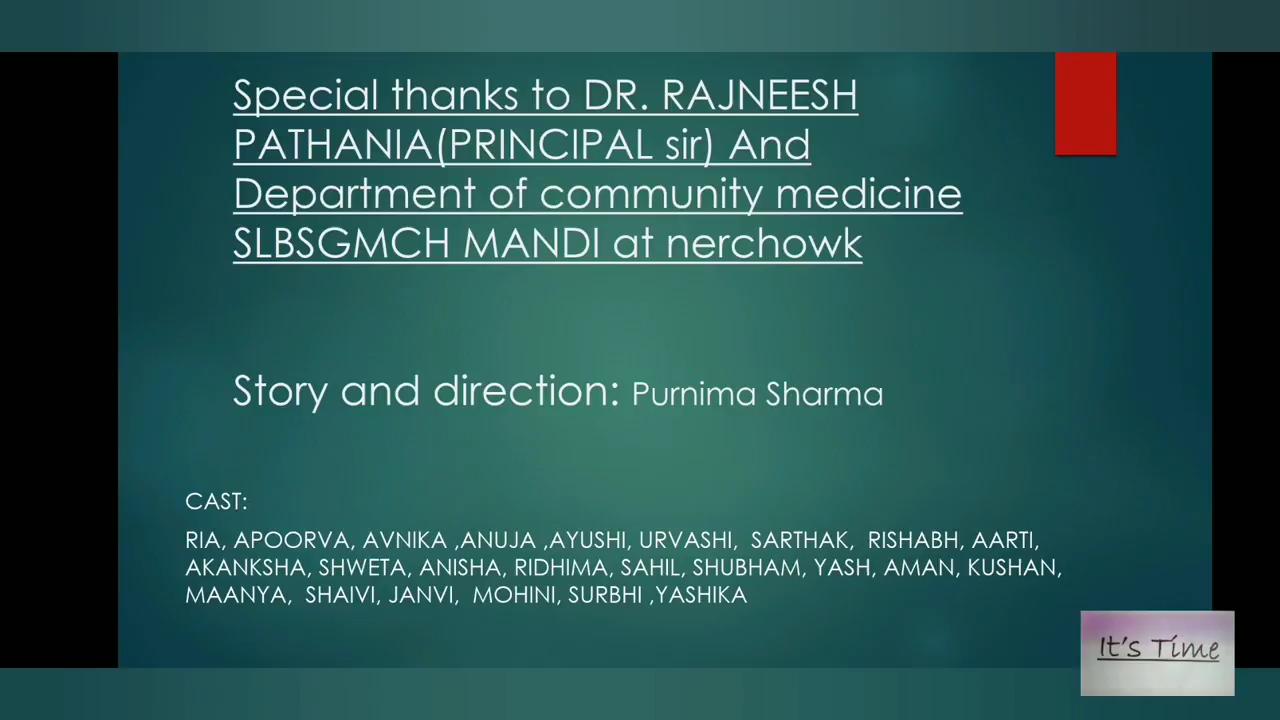 Special thanks to DR. RAJNEESH
PATHANIA(PRINCIPAL sir) And
Department of community medicine
SLBSGMCH MANDI at nerchowk
Story and direction: Purnima Sharma
CAST:
RIA, APOORVA, AVNIKA ,ANUJA ,AYUSHI, URVASHI,  SARTHAK,  RISHABH, AARTI,
AKANKSHA, SHWETA, ANISHA, RIDHIMA, SAHIL, SHUBHAM, YASH, AMAN, KUSHAN,
MAANYA,  SHAIVI, JANVI,  MOHINI, SURBHI ,YASHIKA
It's Time